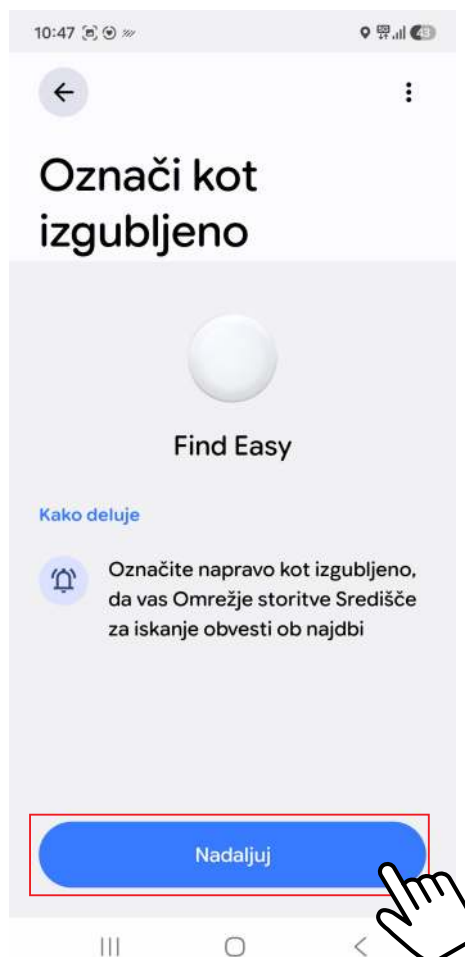 10:47
43
Označi kot
izgubljeno
Find Easy
Kako deluje
Označite napravo kot izgubljeno,
da vas Omrežje storitve Središče
za iskanje obvesti ob najdbi
Nadaljuj